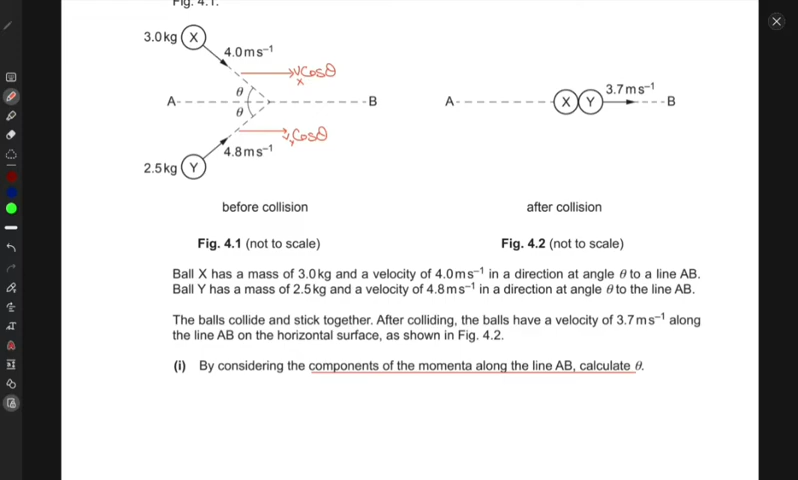 Fig. 4.1.
3.0 kg X
4.0 m s⁻¹
vₓcosθ
θ
A B
θ
vᵧcosθ
4.8 m s⁻¹
2.5 kg Y
before collision
Fig. 4.1 (not to scale)
3.7 m s⁻¹
A X Y B
after collision
Fig. 4.2 (not to scale)
Ball X has a mass of 3.0 kg and a velocity of 4.0 m s⁻¹ in a direction at angle θ to a line AB.
Ball Y has a mass of 2.5 kg and a velocity of 4.8 m s⁻¹ in a direction at angle θ to the line AB.
The balls collide and stick together. After colliding, the balls have a velocity of 3.7 m s⁻¹ along
the line AB on the horizontal surface, as shown in Fig. 4.2.
(i) By considering the components of the momenta along the line AB, calculate θ.